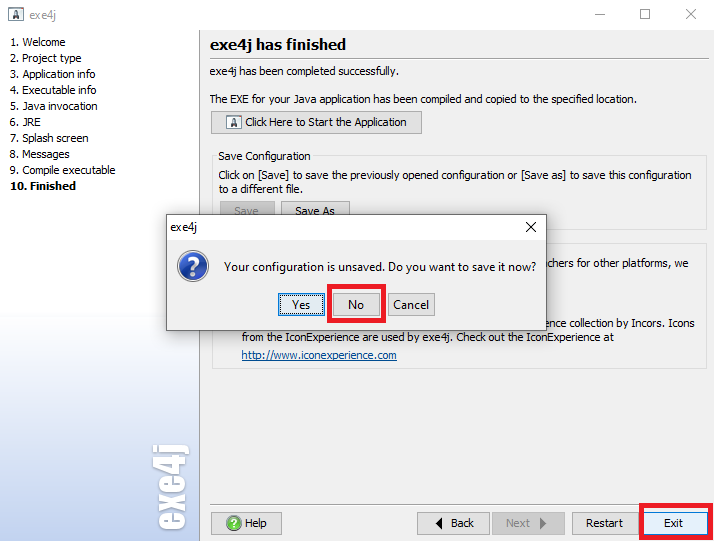 exe4j
1. Welcome
2. Project type
3. Application info
4. Executable info
5. Java invocation
6. JRE
7. Splash screen
8. Messages
9. Compile executable
10. Finished
exe4j
exe4j has finished
exe4j has been completed successfully.
The EXE for your Java application has been compiled and copied to the specified location.
Click Here to Start the Application
Save Configuration
Click on [Save] to save the previously opened configuration or [Save as] to save this configuration
to a different file.
Save Save As
exe4j
Your configuration is unsaved. Do you want to save it now?
Yes No Cancel
for other platforms, we
collection by Incors. Icons
from the IconExperience are used by exe4j. Check out the IconExperience at
http://www.iconexperience.com
Help Back Next Restart Exit